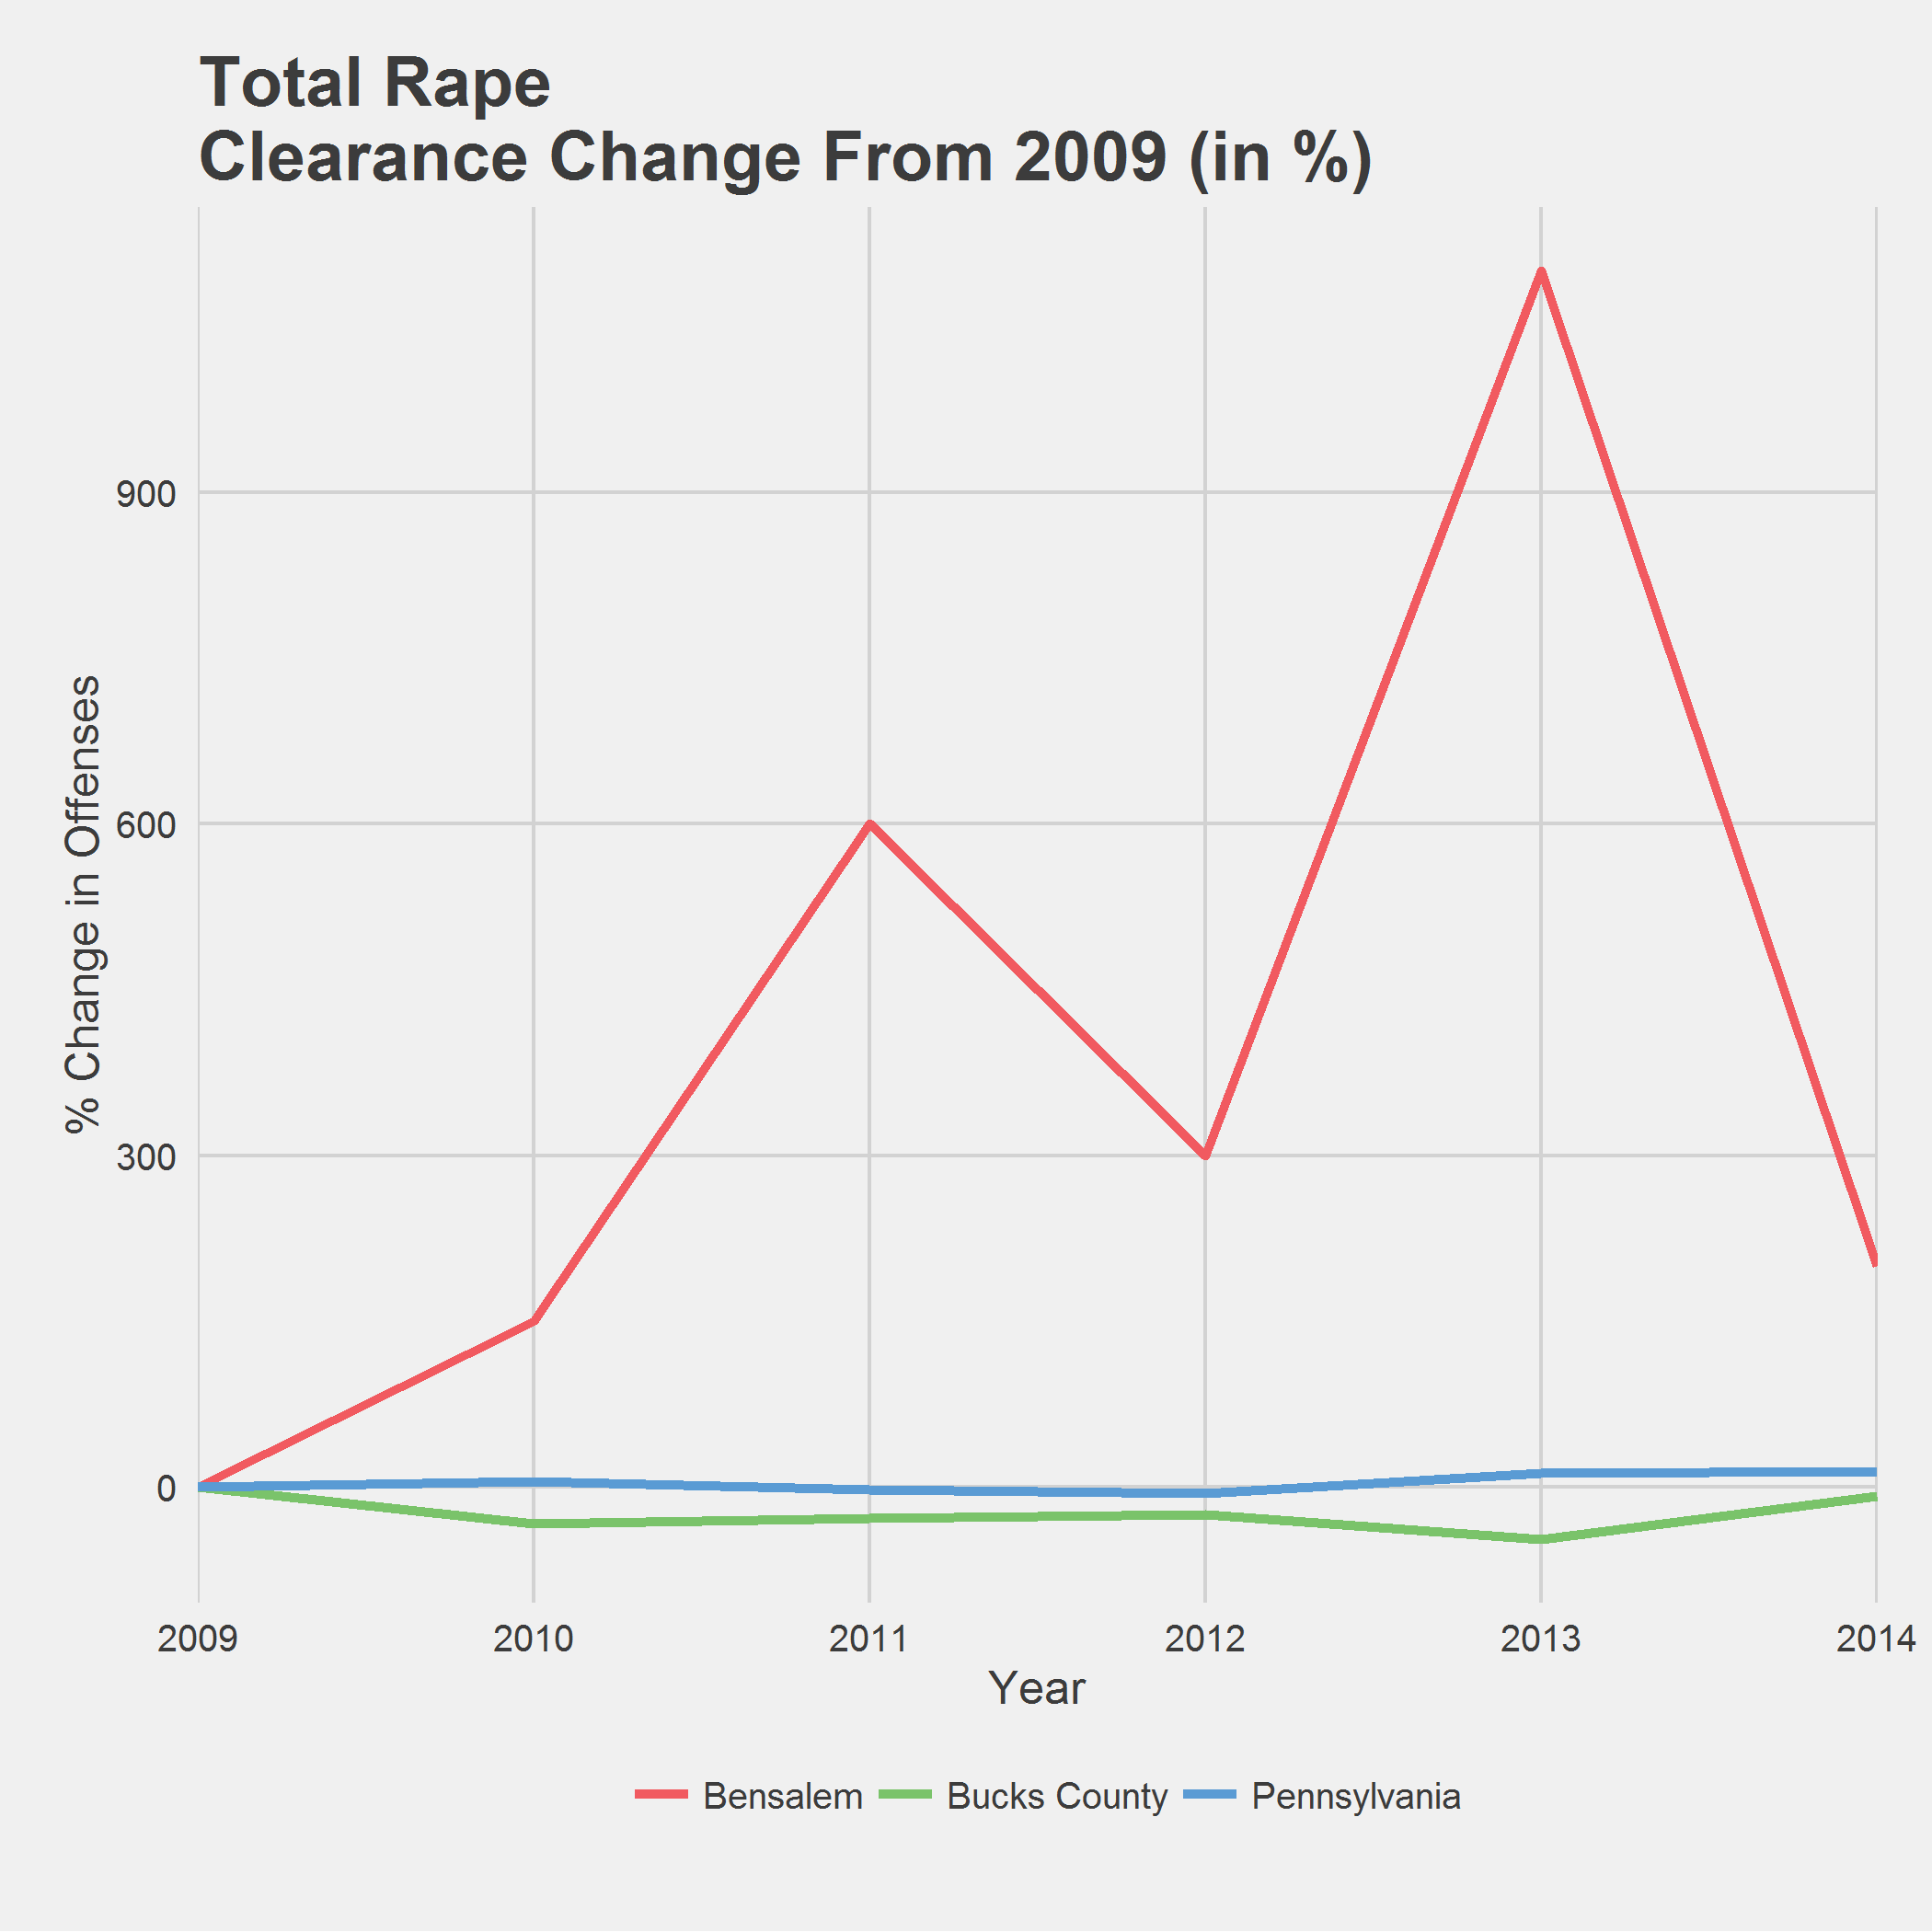 Total Rape
Clearance Change From 2009 (in %)
% Change in Offenses
900
600
300
0
2009 2010 2011 2012 2013 2014
Year
Bensalem Bucks County Pennsylvania